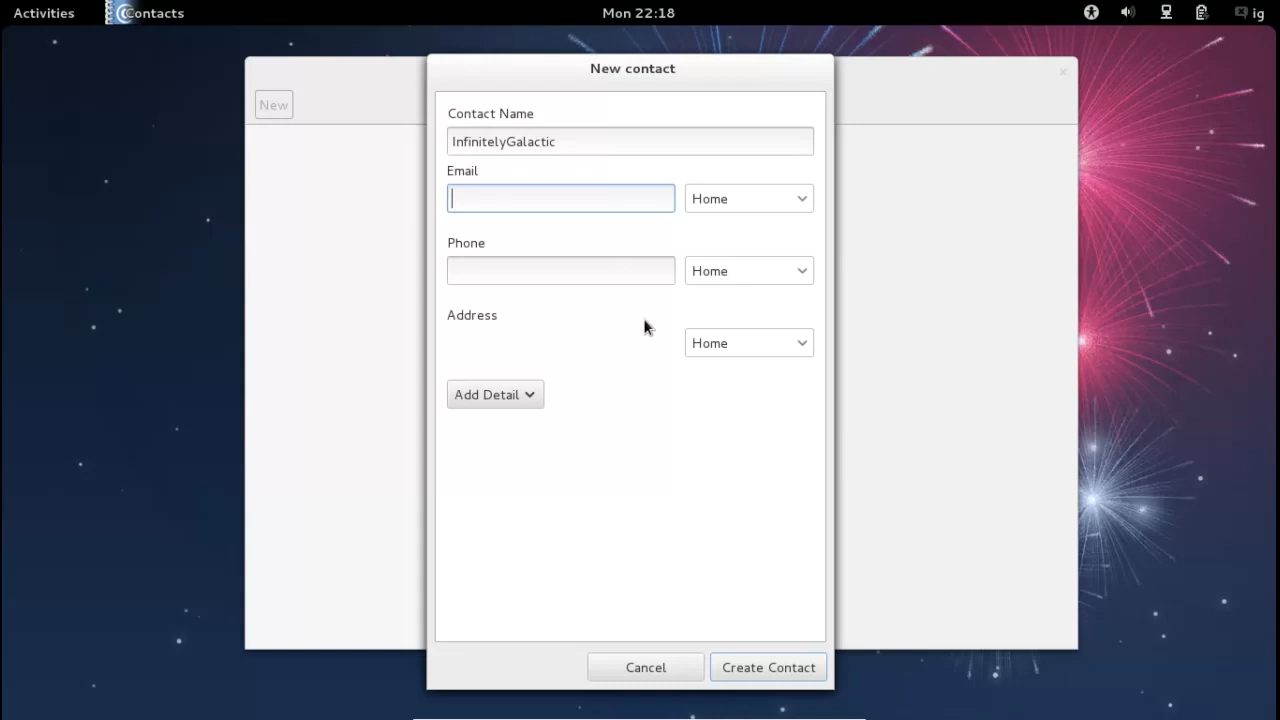 Activities Contacts Mon 22:18 ig
New contact
New
Contact Name
InfinitelyGalactic
Email
Home
Phone
Home
Address
Home
Add Detail
Cancel Create Contact